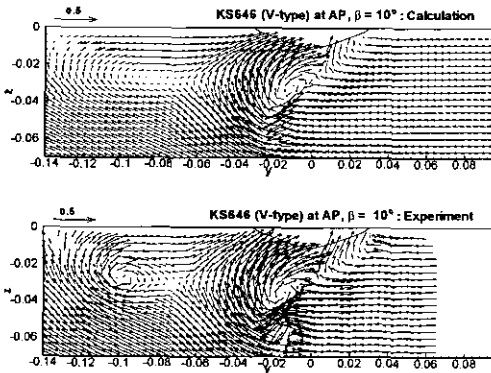 0.5 KS646 (V-type) at AP, β = 10° : Calculation
0
-0.02
-0.04
-0.06
z
-0.14 -0.12 -0.1 -0.08 -0.06 -0.04 -0.02 0 0.02 0.04 0.06 0.08
y
0.5 KS646 (V-type) at AP, β = 10° : Experiment
0
-0.02
-0.04
-0.06
z
-0.14 -0.12 -0.1 -0.08 -0.06 -0.04 -0.02 0 0.02 0.04 0.06 0.08
y